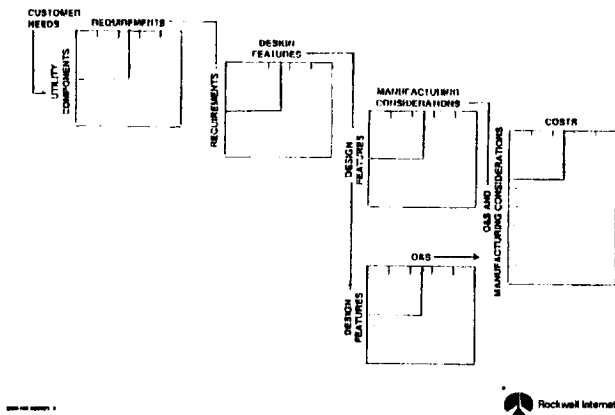 CUSTOMER
NEEDS
REQUIREMENTS
UTILITY
COMPONENTS
DESIGN
FEATURES
REQUIREMENTS
MANUFACTURING
CONSIDERATIONS
DESIGN
FEATURES
COSTS
O&S AND
MANUFACTURING CONSIDERATIONS
O&S
DESIGN
FEATURES
Rockwell Internat